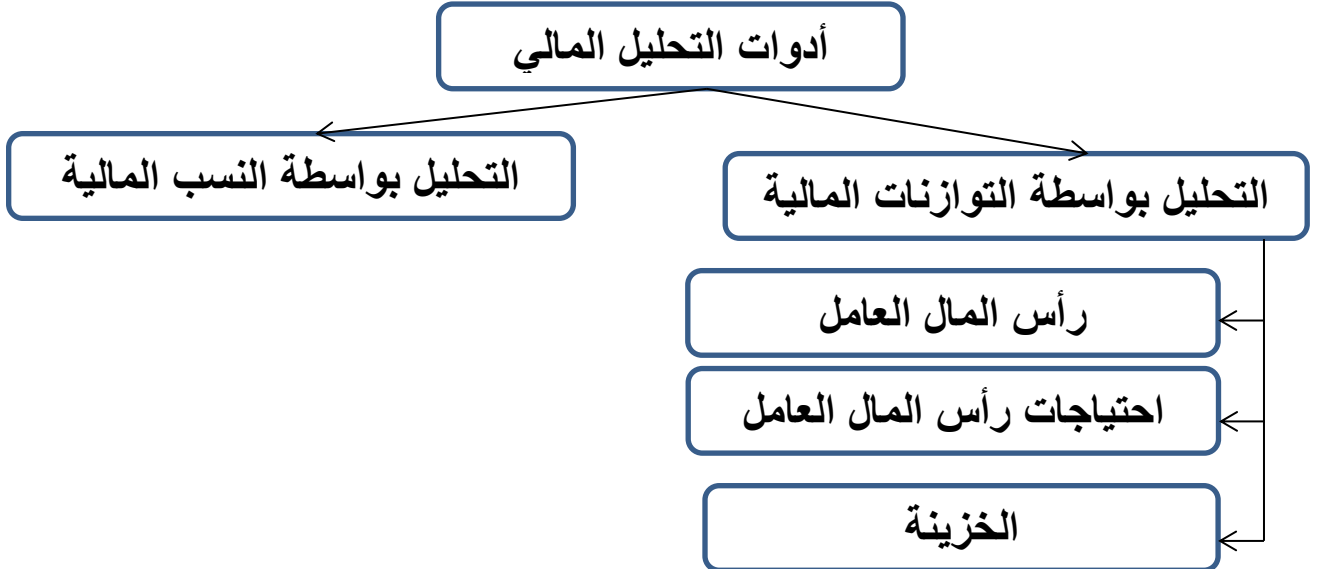 أدوات التحليل المالي
التحليل بواسطة التوازنات المالية
التحليل بواسطة النسب المالية
رأس المال العامل
احتياجات رأس المال العامل
الخزينة